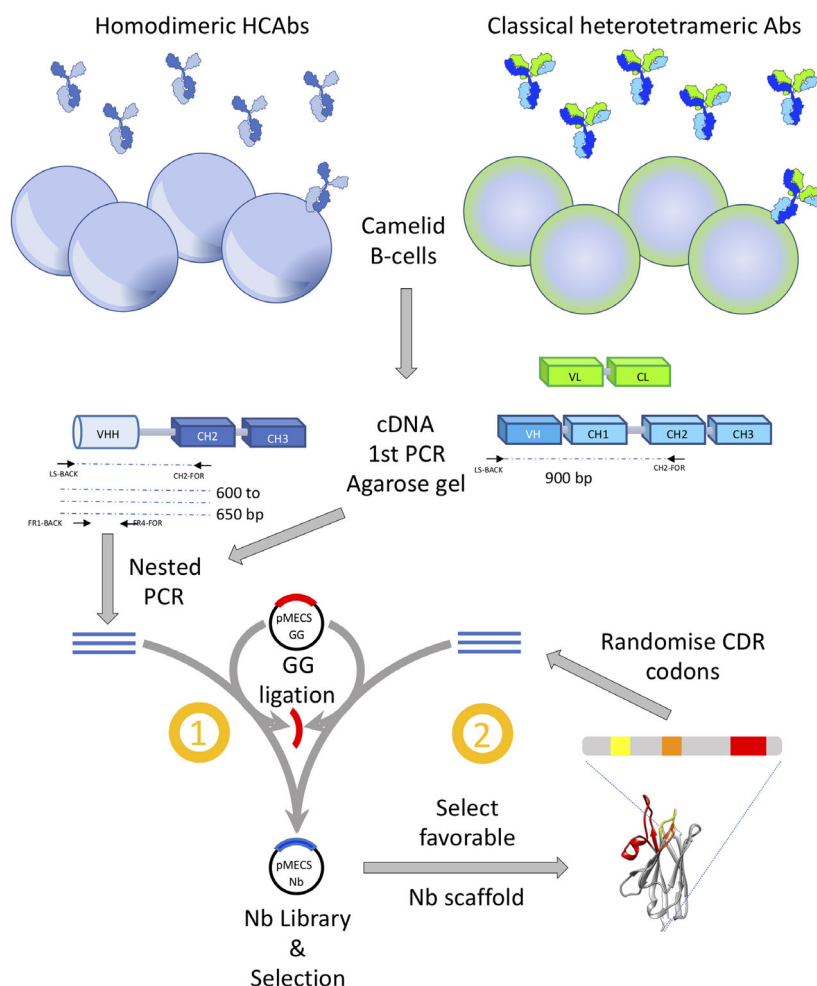 Homodimeric HCAbs
Classical heterotetrameric Abs
Camelid
B-cells
VL
CL
VHH
CH2
CH3
cDNA
1st PCR
Agarose gel
VH
CH1
CH2
CH3
LS-BACK
CH2-FOR
600 to
650 bp
FR1-BACK
FR4-FOR
LS-BACK
CH2-FOR
900 bp
Nested
PCR
pMECS
GG
GG
ligation
Randomise CDR
codons
1
2
pMECS
Nb
Select
favorable
Nb scaffold
Nb Library
&
Selection